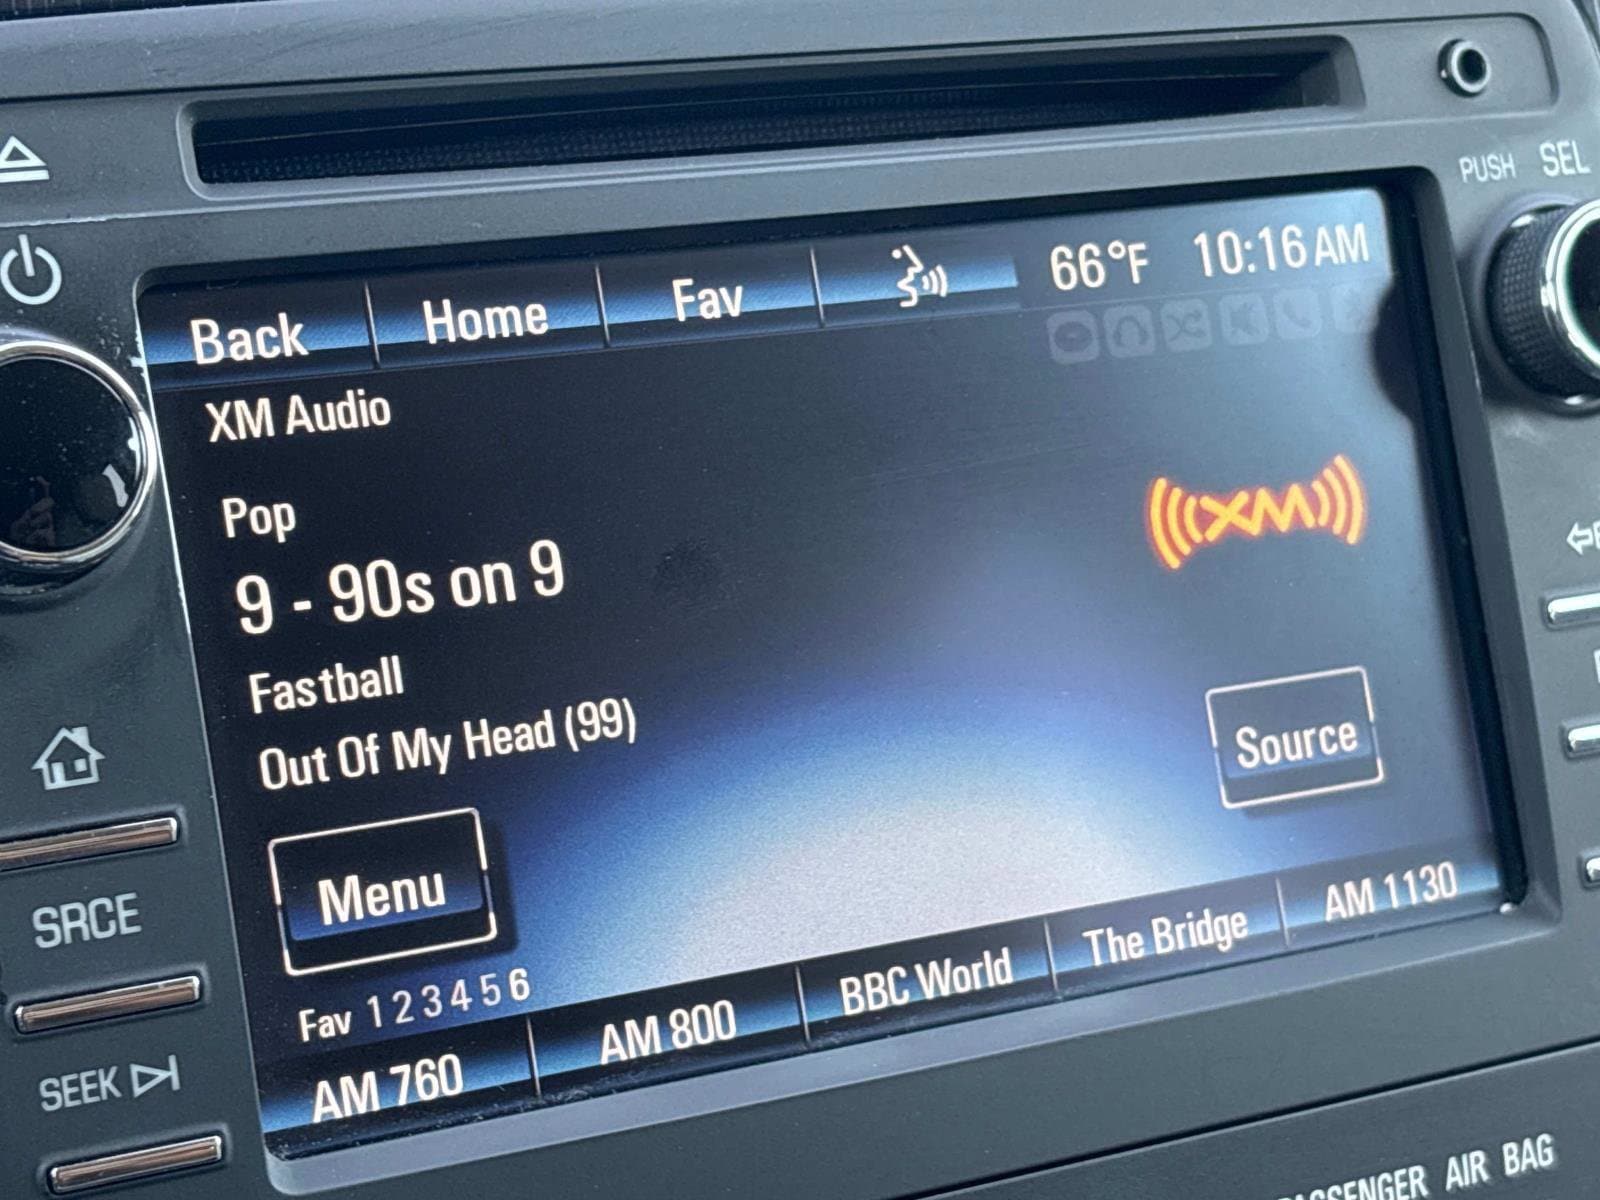 PUSH SEL
Back Home Fav 66°F 10:16 AM
XM Audio
Pop
XM
9 - 90s on 9
Fastball
Out Of My Head (99)
Source
Menu
Fav 1 2 3 4 5 6
AM 760 AM 800 BBC World The Bridge AM 1130
SRCE
SEEK
AIR BAG